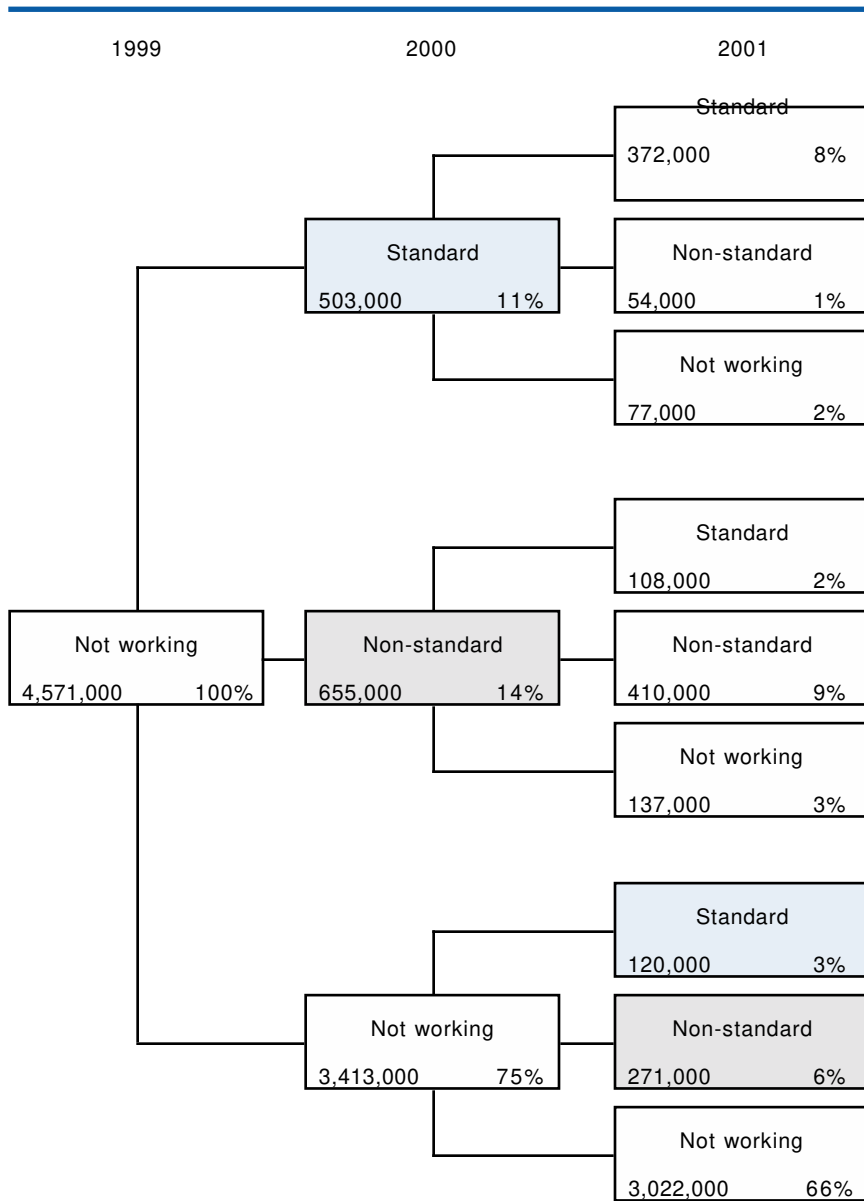 1999 2000 2001
Standard
372,000 8%
Standard
503,000 11%
Non-standard
54,000 1%
Not working
77,000 2%
Standard
108,000 2%
Not working
4,571,000 100%
Non-standard
655,000 14%
Non-standard
410,000 9%
Not working
137,000 3%
Standard
120,000 3%
Not working
3,413,000 75%
Non-standard
271,000 6%
Not working
3,022,000 66%